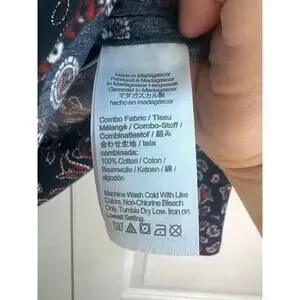 Made in Madagascar
Fabriqué à Madagascar
In Madagascar Hergestellt
Gemaakt in Madagascar
マダガスカル製
hecho en madagascar
Combo Fabric / Tissu
Mélangé / Combo-Stoff /
Combinatiestof / 組み
合わせ生地 / tela
combinada:
100% Cotton / Coton /
Baumwolle / Katoen / 綿 /
algodón
Machine Wash Cold With Like
Colors. Non-Chlorine Bleach
Only. Tumble Dry Low. Iron on
Lowest Setting.